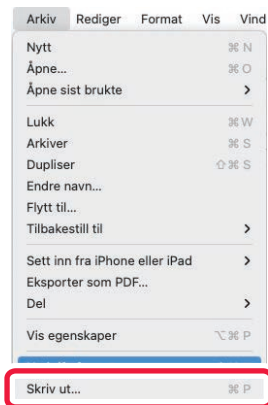 Arkiv Rediger Format Vis Vind
Nytt ⌘ N
Åpne... ⌘ O
Åpne sist brukte >
Lukk ⌘ W
Arkiver ⌘ S
Dupliser ⇧ ⌘ S
Endre navn...
Flytt til...
Tilbakestill til >
Sett inn fra iPhone eller iPad >
Eksporter som PDF...
Del >
Vis egenskaper ⌥ ⌘ P
Skriv ut... ⌘ P